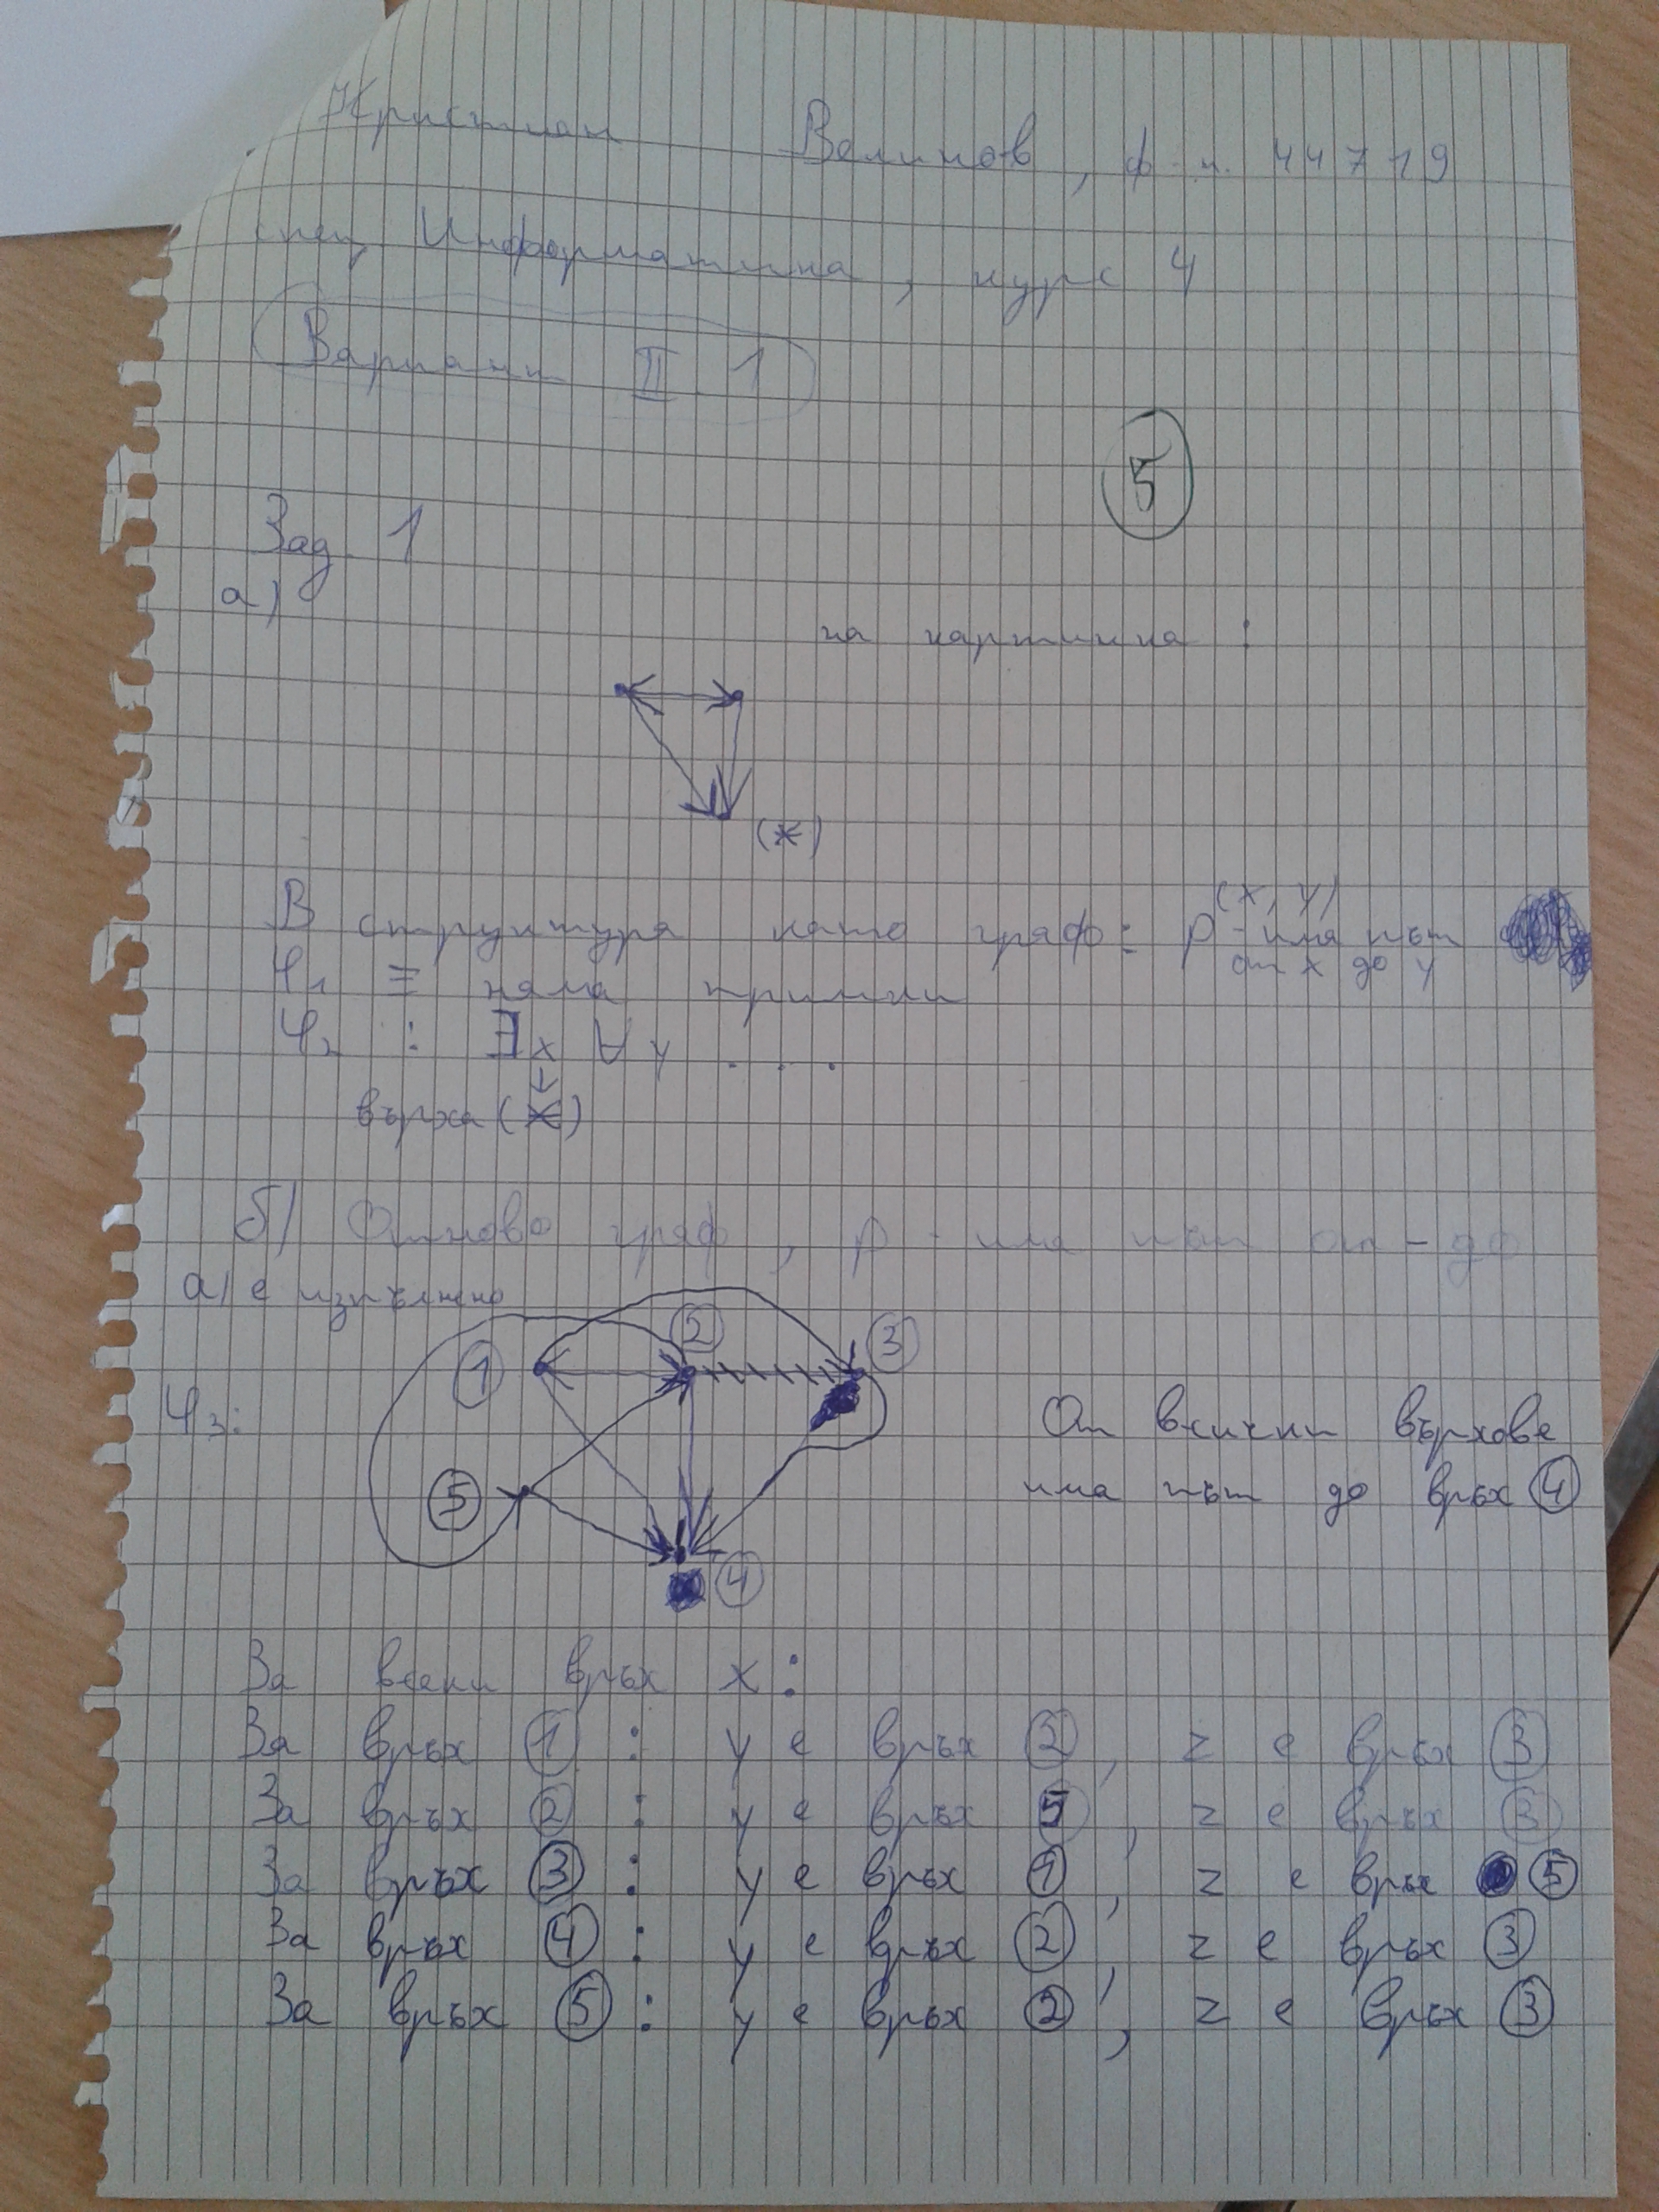 Кристиан Велинов, ф.н. 44719
спец. Информатика, курс 4
Вариант II.1
5
Зад. 1
а)
на картинка :
(*)
(x, y)
В структура като граф: p - има път
от x до y
φ₁ ≡ няма примки
φ₂ : ∃x ∀y ...
върха (*)
б) Отново граф, p - има път от - до
а) е изпълнено
① ② ③
φ₃:
От всички върхове
⑤ има път до връх ④
④
За всеки връх x :
За връх ① : y е връх ②, z е връх ③
За връх ② : y е връх ⑤, z е връх ③
За връх ③ : y е връх ①, z е връх ⑤
За връх ④ : y е връх ②, z е връх ③
За връх ⑤ : y е връх ②, z е връх ③